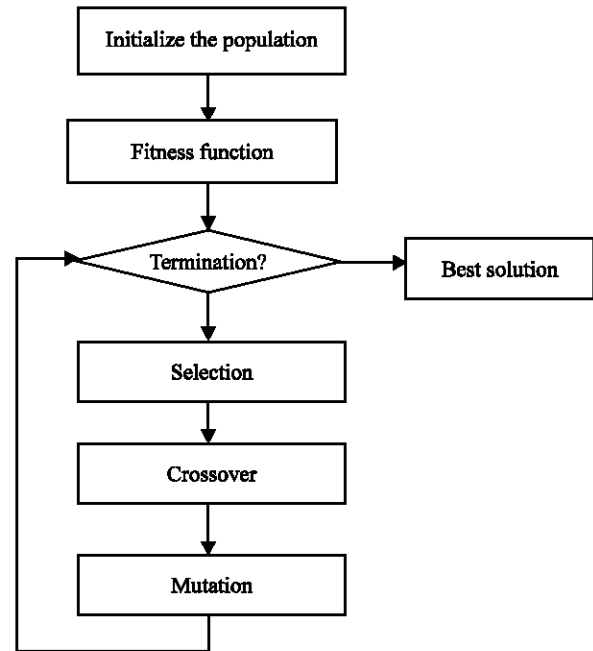 Initialize the population
Fitness function
Termination?
Best solution
Selection
Crossover
Mutation